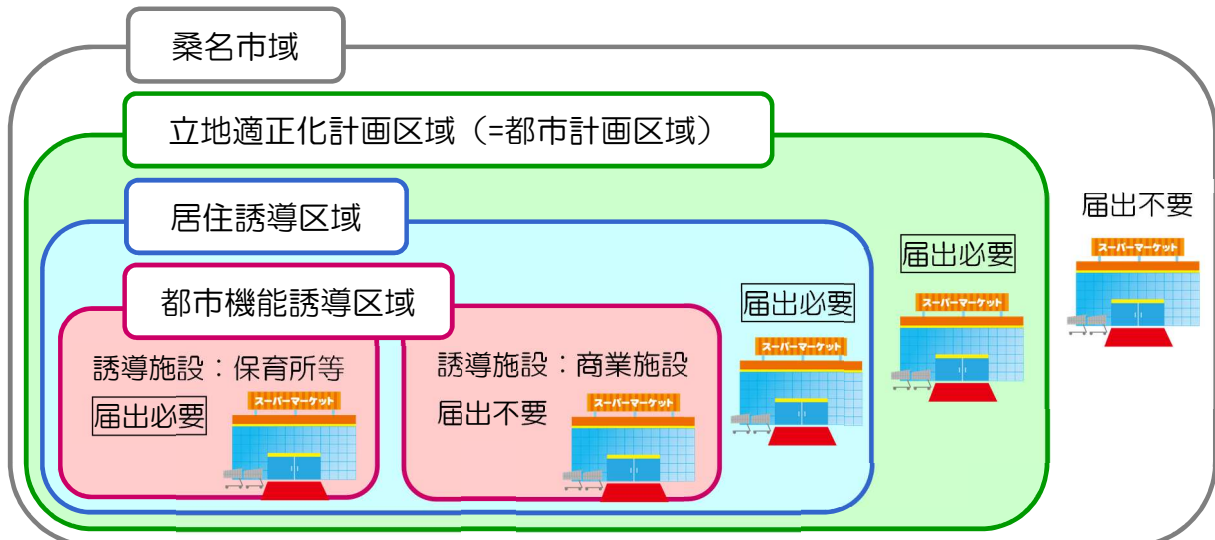 桑名市域
立地適正化計画区域（=都市計画区域）
居住誘導区域
都市機能誘導区域
誘導施設：保育所等
届出必要
スーパーマーケット
誘導施設：商業施設
届出不要
スーパーマーケット
届出必要
スーパーマーケット
届出必要
スーパーマーケット
届出不要
スーパーマーケット